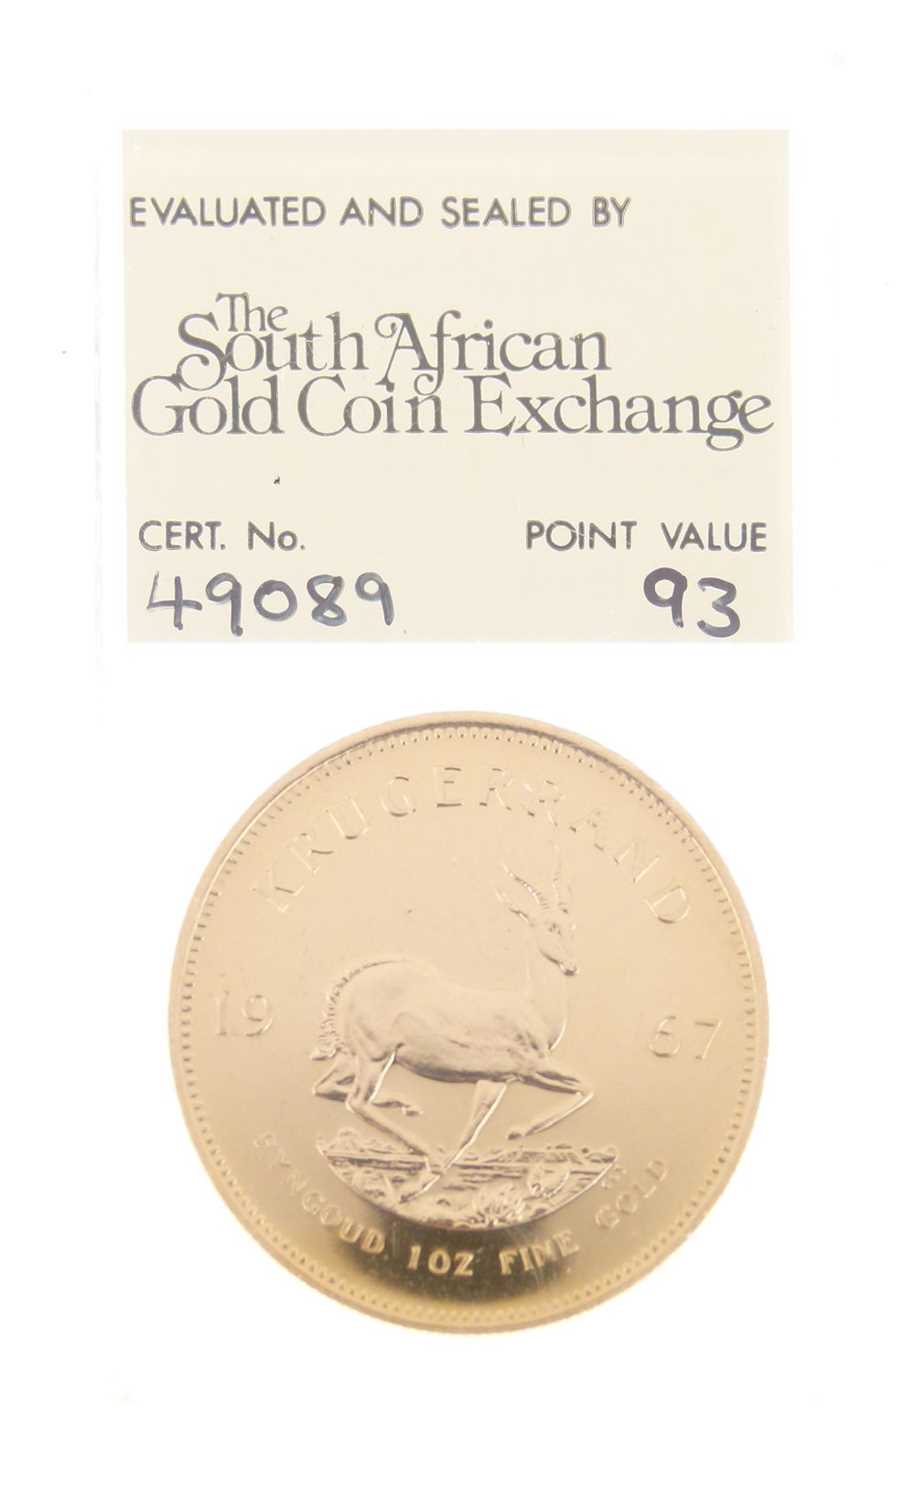 EVALUATED AND SEALED BY
The
South African
Gold Coin Exchange
CERT. No. POINT VALUE
49089 93
KRUGERRAND
19 67
FYNGOUD 1OZ FINE GOLD